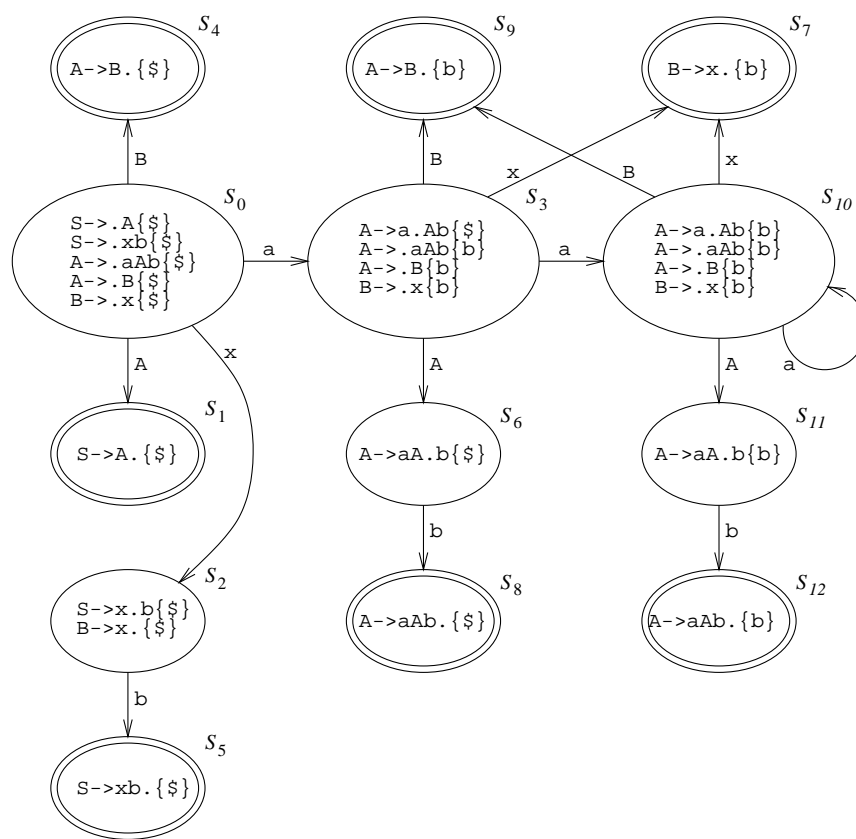 S4
A->B.{$}
S9
A->B.{b}
S7
B->x.{b}
B
B
x
B
x
S0
S->.A{$}
S->.xb{$}
A->.aAb{$}
A->.B{$}
B->.x{$}
a
S3
A->a.Ab{$}
A->.aAb{b}
A->.B{b}
B->.x{b}
a
S10
A->a.Ab{b}
A->.aAb{b}
A->.B{b}
B->.x{b}
a
A
x
A
A
S1
S->A.{$}
S6
A->aA.b{$}
S11
A->aA.b{b}
b
b
S2
S->x.b{$}
B->x.{$}
S8
A->aAb.{$}
S12
A->aAb.{b}
b
S5
S->xb.{$}